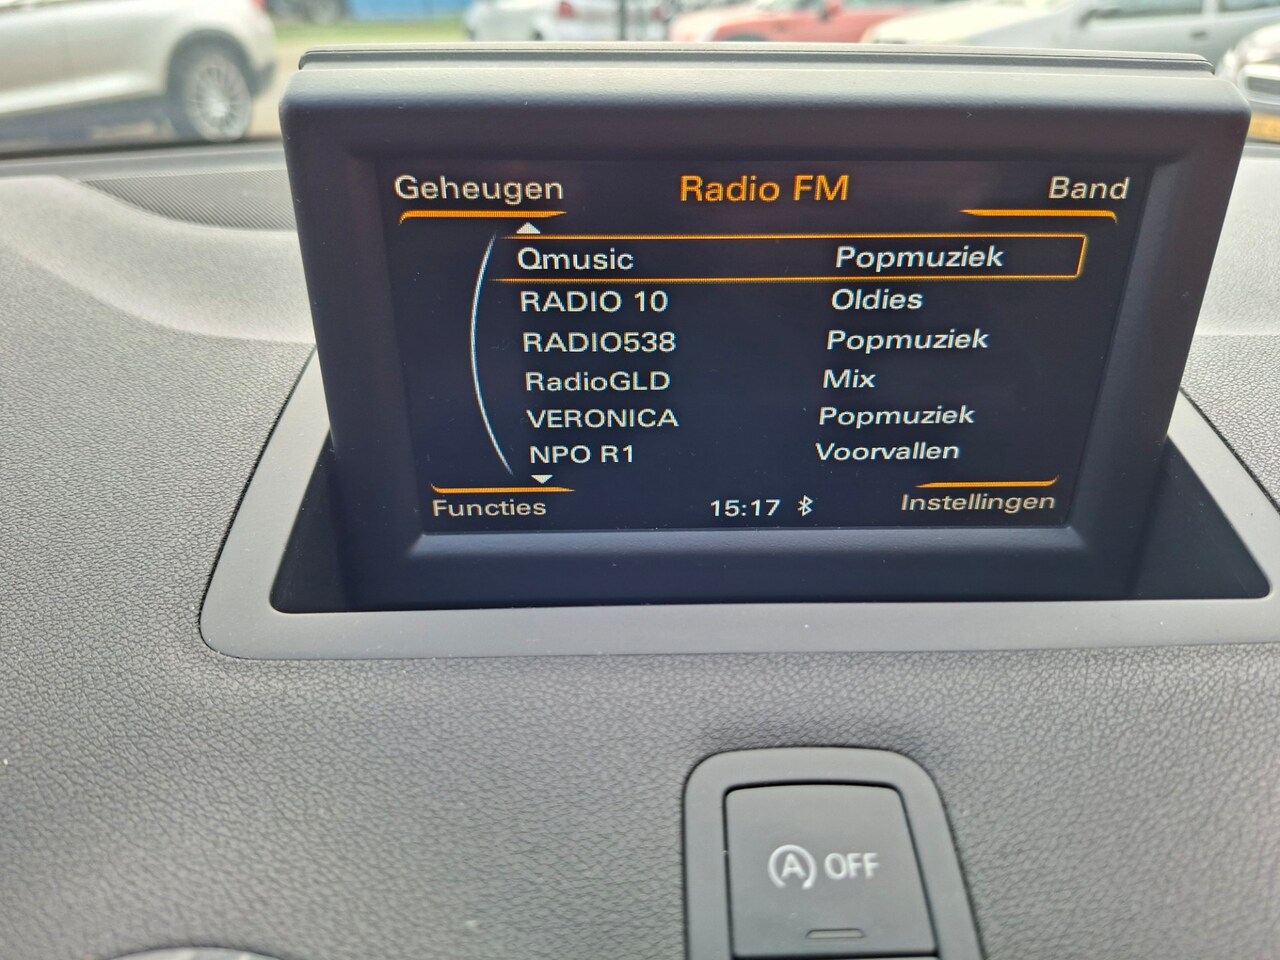 Geheugen Radio FM Band
Qmusic Popmuziek
RADIO 10 Oldies
RADIO538 Popmuziek
RadioGLD Mix
VERONICA Popmuziek
NPO R1 Voorvallen
Functies 15:17 Instellingen
A OFF